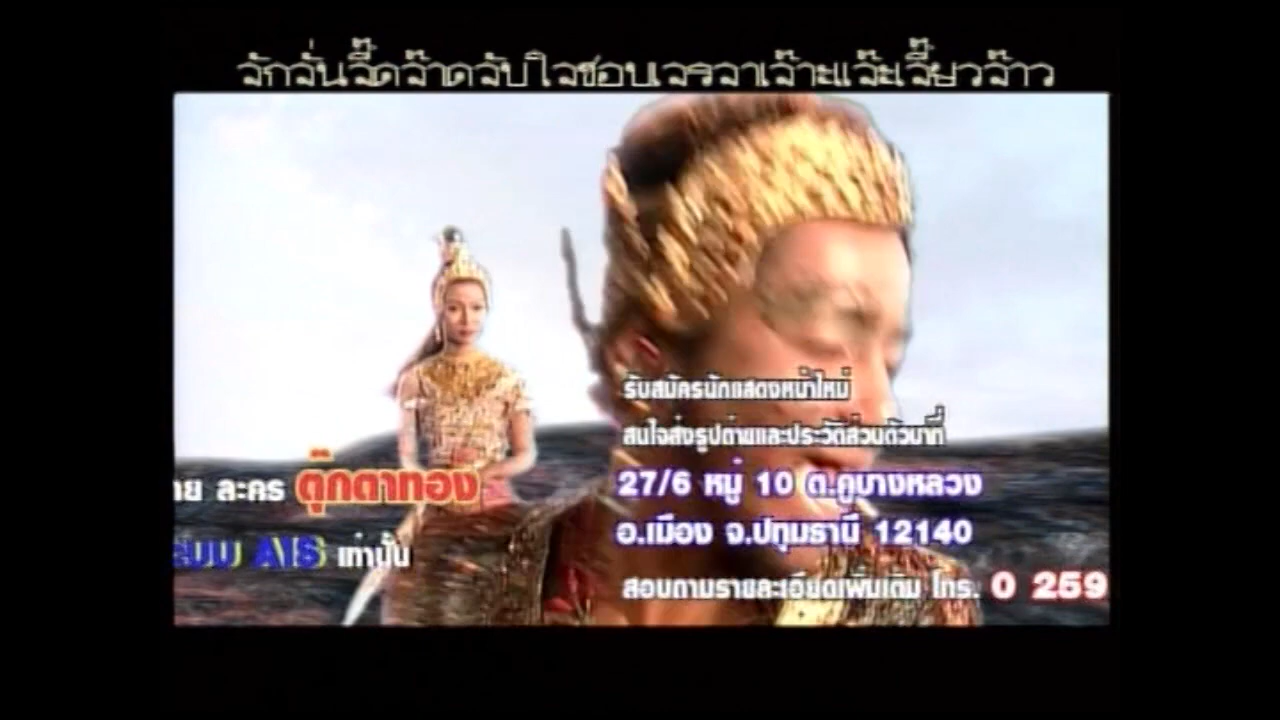 จักจั่นจี๊ดจ๊าดจับใจชอบเจรจาเจ๊าะแจ๊ะเจี๊ยวจ๊าว
รับสมัครนักแสดงหน้าใหม่
สนใจส่งรูปถ่ายและประวัติส่วนตัวมาที่
27/6 หมู่ 10 ต.คูบางหลวง
อ.เมือง จ.ปทุมธานี 12140
สอบถามรายละเอียดเพิ่มเติม โทร. 0 259
ละคร ตุ๊กตาทอง
AIS เท่านั้น